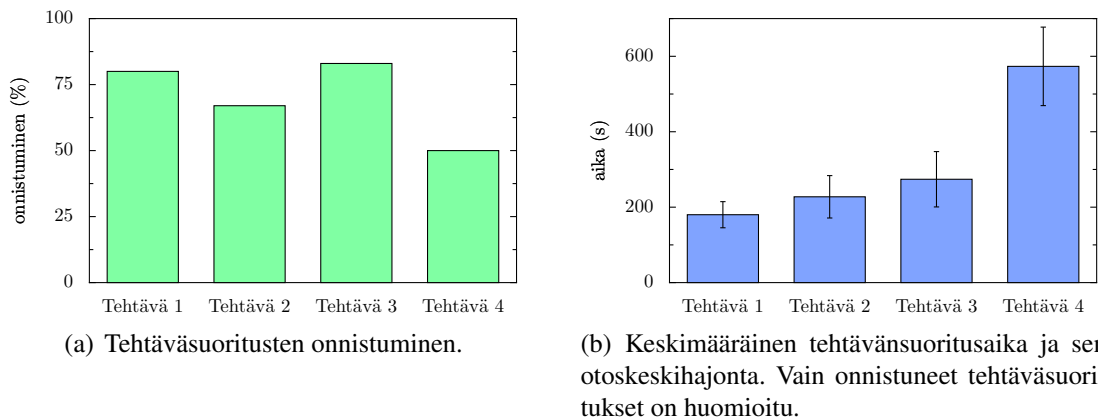 100
75
50
25
0
onnistuminen (%)
Tehtävä 1 Tehtävä 2 Tehtävä 3 Tehtävä 4
(a) Tehtäväsuoritusten onnistuminen.
600
400
200
0
aika (s)
Tehtävä 1 Tehtävä 2 Tehtävä 3 Tehtävä 4
(b) Keskimääräinen tehtävänsuoritusaika ja sen
otoskeskihajonta. Vain onnistuneet tehtäväsuori-
tukset on huomioitu.